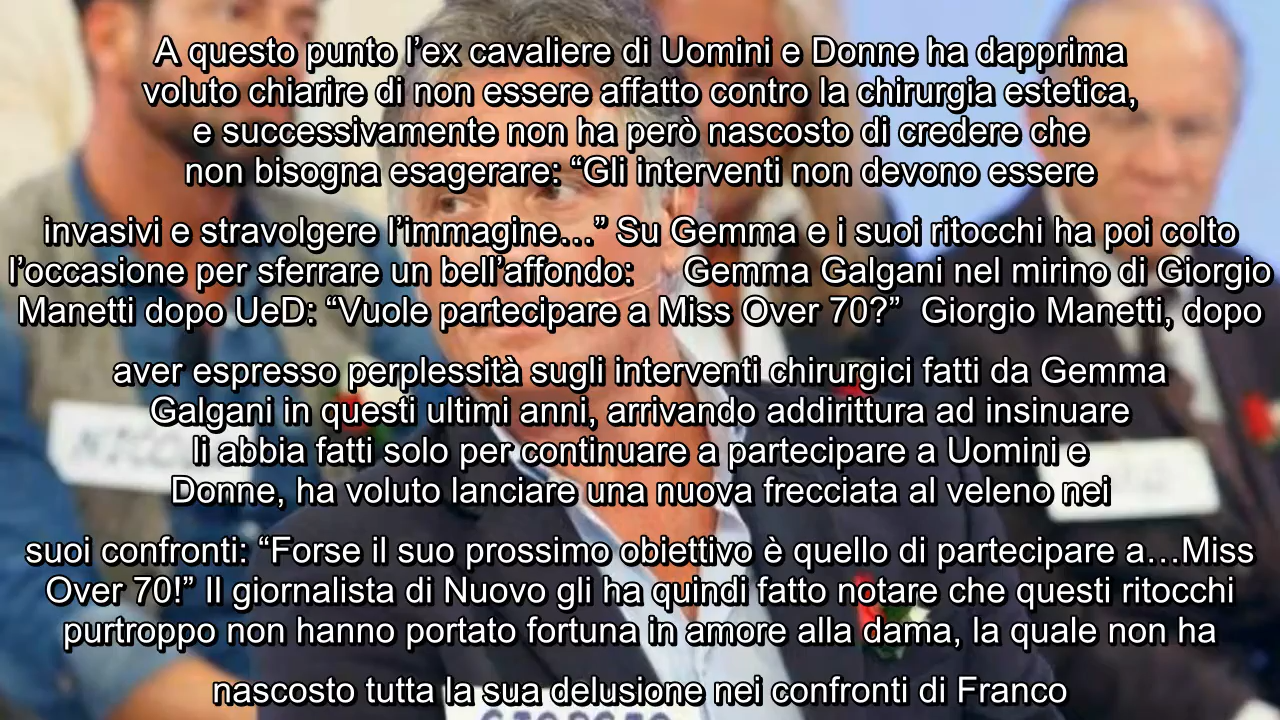 A questo punto l’ex cavaliere di Uomini e Donne ha dapprima
voluto chiarire di non essere affatto contro la chirurgia estetica,
e successivamente non ha però nascosto di credere che
non bisogna esagerare: “Gli interventi non devono essere
invasivi e stravolgere l’immagine…” Su Gemma e i suoi ritocchi ha poi colto
l’occasione per sferrare un bell’affondo: Gemma Galgani nel mirino di Giorgio
Manetti dopo UeD: “Vuole partecipare a Miss Over 70?” Giorgio Manetti, dopo
aver espresso perplessità sugli interventi chirurgici fatti da Gemma
Galgani in questi ultimi anni, arrivando addirittura ad insinuare
li abbia fatti solo per continuare a partecipare a Uomini e
Donne, ha voluto lanciare una nuova frecciata al veleno nei
suoi confronti: “Forse il suo prossimo obiettivo è quello di partecipare a…Miss
Over 70!” Il giornalista di Nuovo gli ha quindi fatto notare che questi ritocchi
purtroppo non hanno portato fortuna in amore alla dama, la quale non ha
nascosto tutta la sua delusione nei confronti di Franco